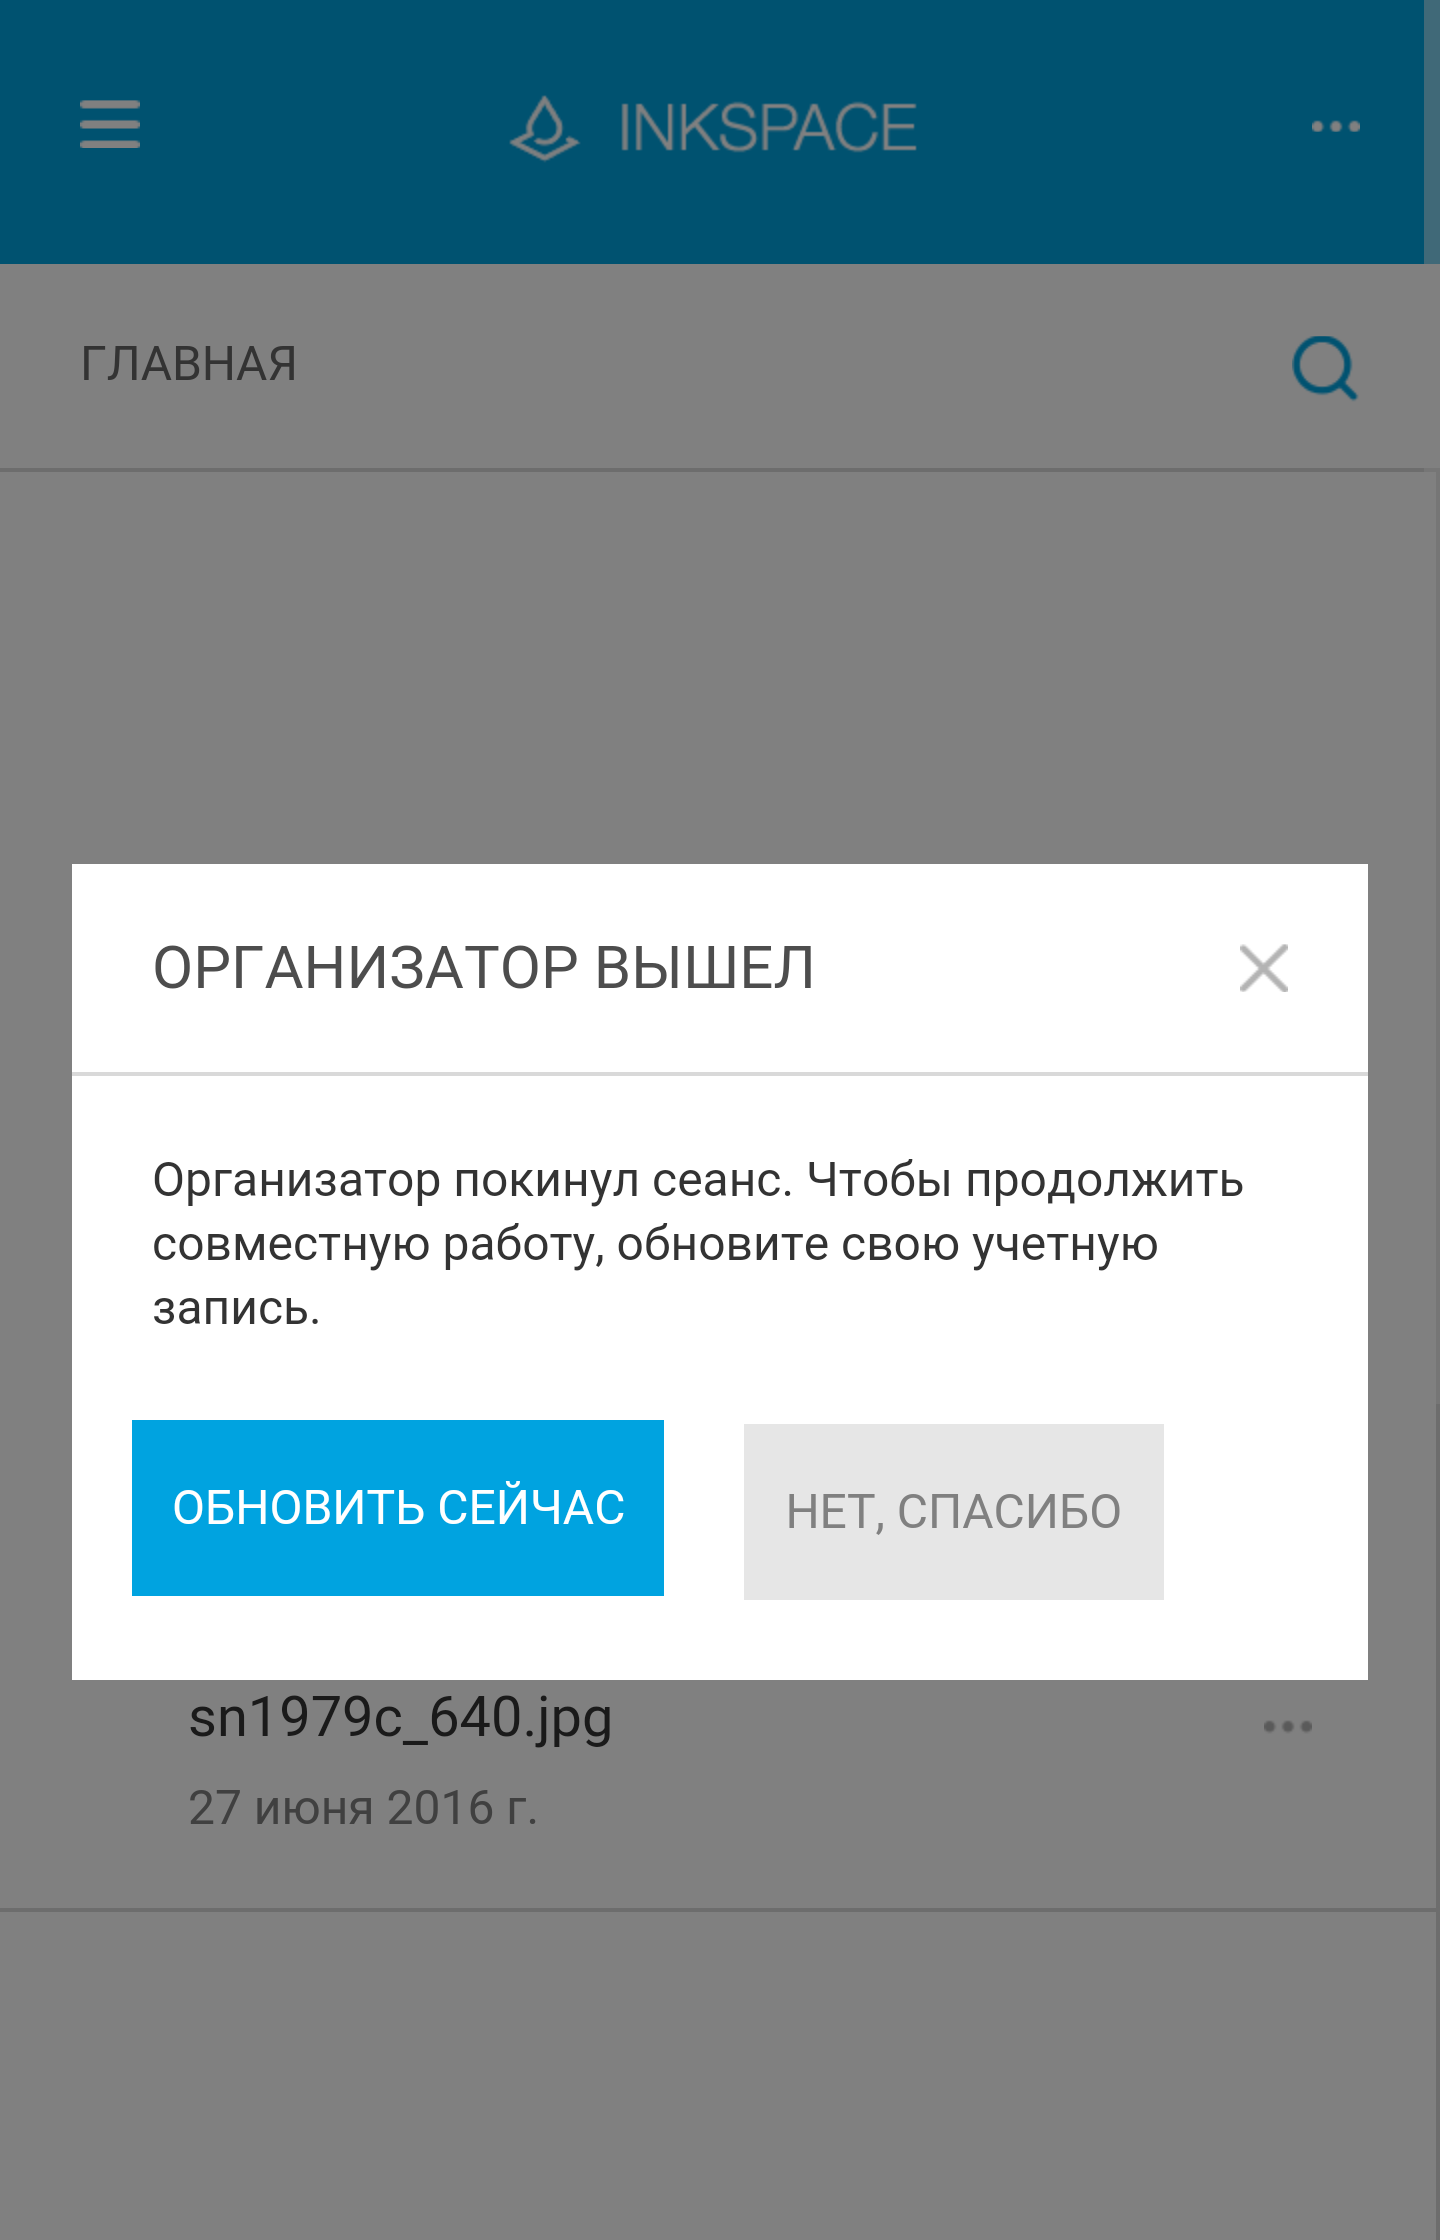 INKSPACE
ГЛАВНАЯ
ОРГАНИЗАТОР ВЫШЕЛ
Организатор покинул сеанс. Чтобы продолжить
совместную работу, обновите свою учетную
запись.
ОБНОВИТЬ СЕЙЧАС
НЕТ, СПАСИБО
sn1979c_640.jpg
27 июня 2016 г.